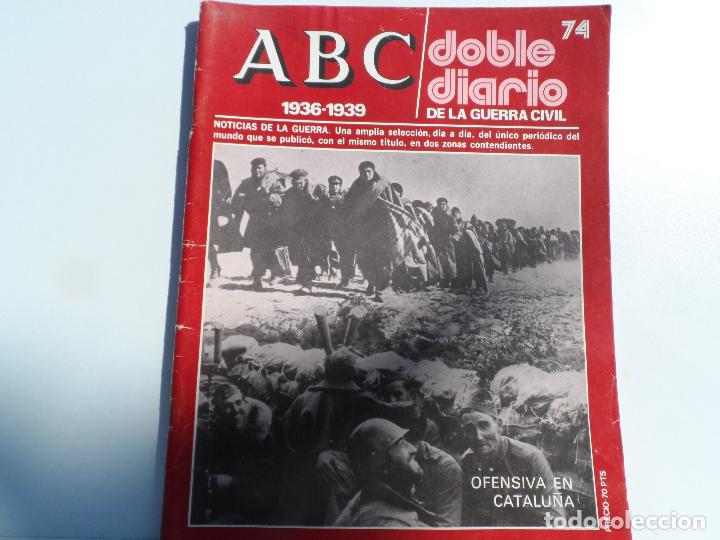 74
ABC
doble
diario
1936-1939
DE LA GUERRA CIVIL
NOTICIAS DE LA GUERRA. Una amplia selección, día a día, del único periódico del
mundo que se publicó, con el mismo título, en dos zonas contendientes.
OFENSIVA EN
CATALUÑA
PRECIO-70 PTS
todocoleccion